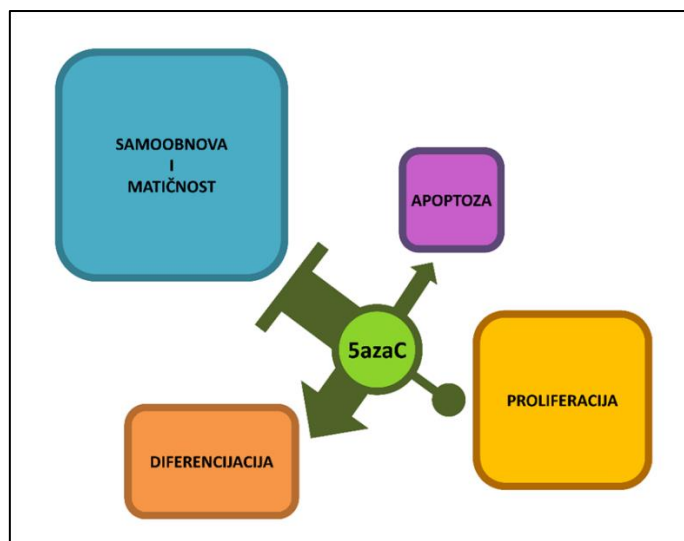 SAMOOBNOVA
I
MATIČNOST
APOPTOZA
5azaC
PROLIFERACIJA
DIFERENCIJACIJA